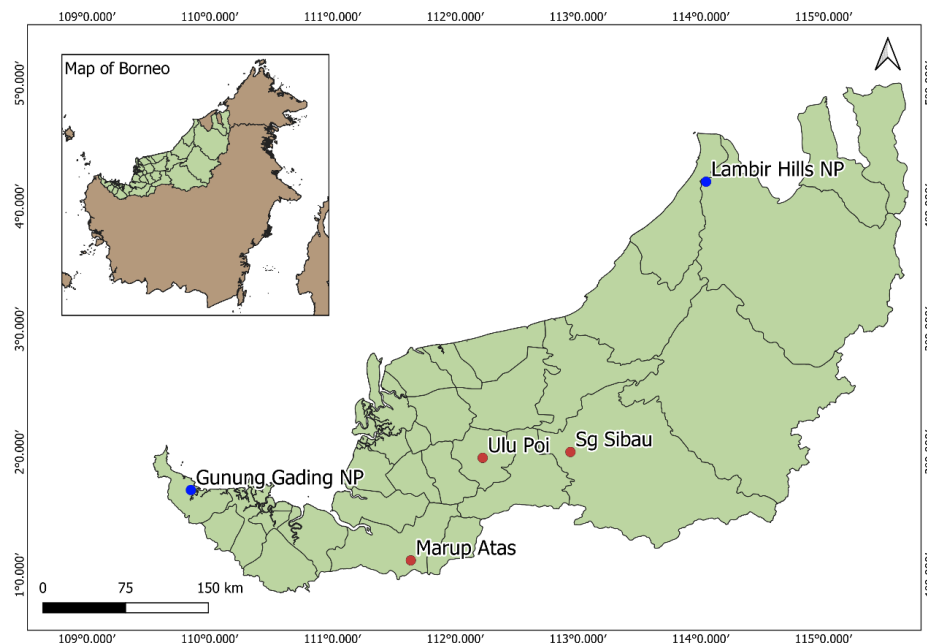 109°0.000′ 110°0.000′ 111°0.000′ 112°0.000′ 113°0.000′ 114°0.000′ 115°0.000′
Map of Borneo
5°0.000′
4°0.000′
3°0.000′
2°0.000′
1°0.000′
Lambir Hills NP
Ulu Poi
Sg Sibau
Gunung Gading NP
Marup Atas
0 75 150 km
109°0.000′ 110°0.000′ 111°0.000′ 112°0.000′ 113°0.000′ 114°0.000′ 115°0.000′